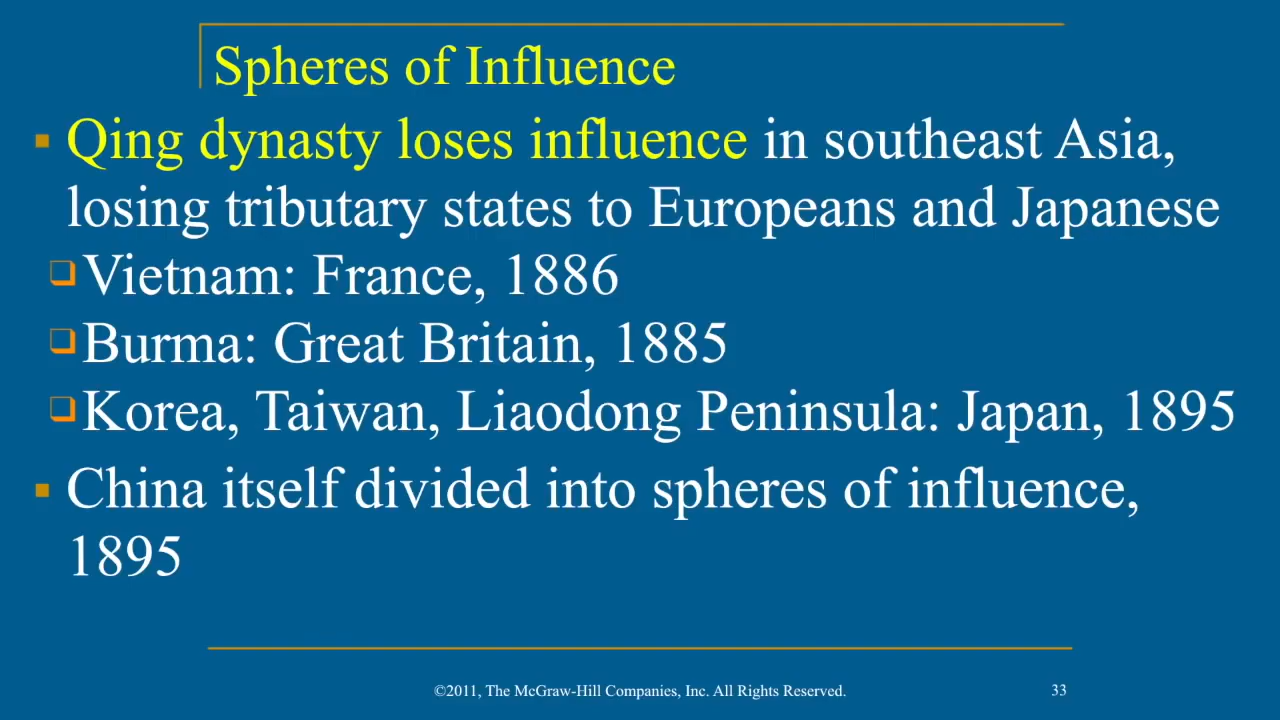 Spheres of Influence
Qing dynasty loses influence in southeast Asia,
losing tributary states to Europeans and Japanese
Vietnam: France, 1886
Burma: Great Britain, 1885
Korea, Taiwan, Liaodong Peninsula: Japan, 1895
China itself divided into spheres of influence,
1895
©2011, The McGraw-Hill Companies, Inc. All Rights Reserved.
33